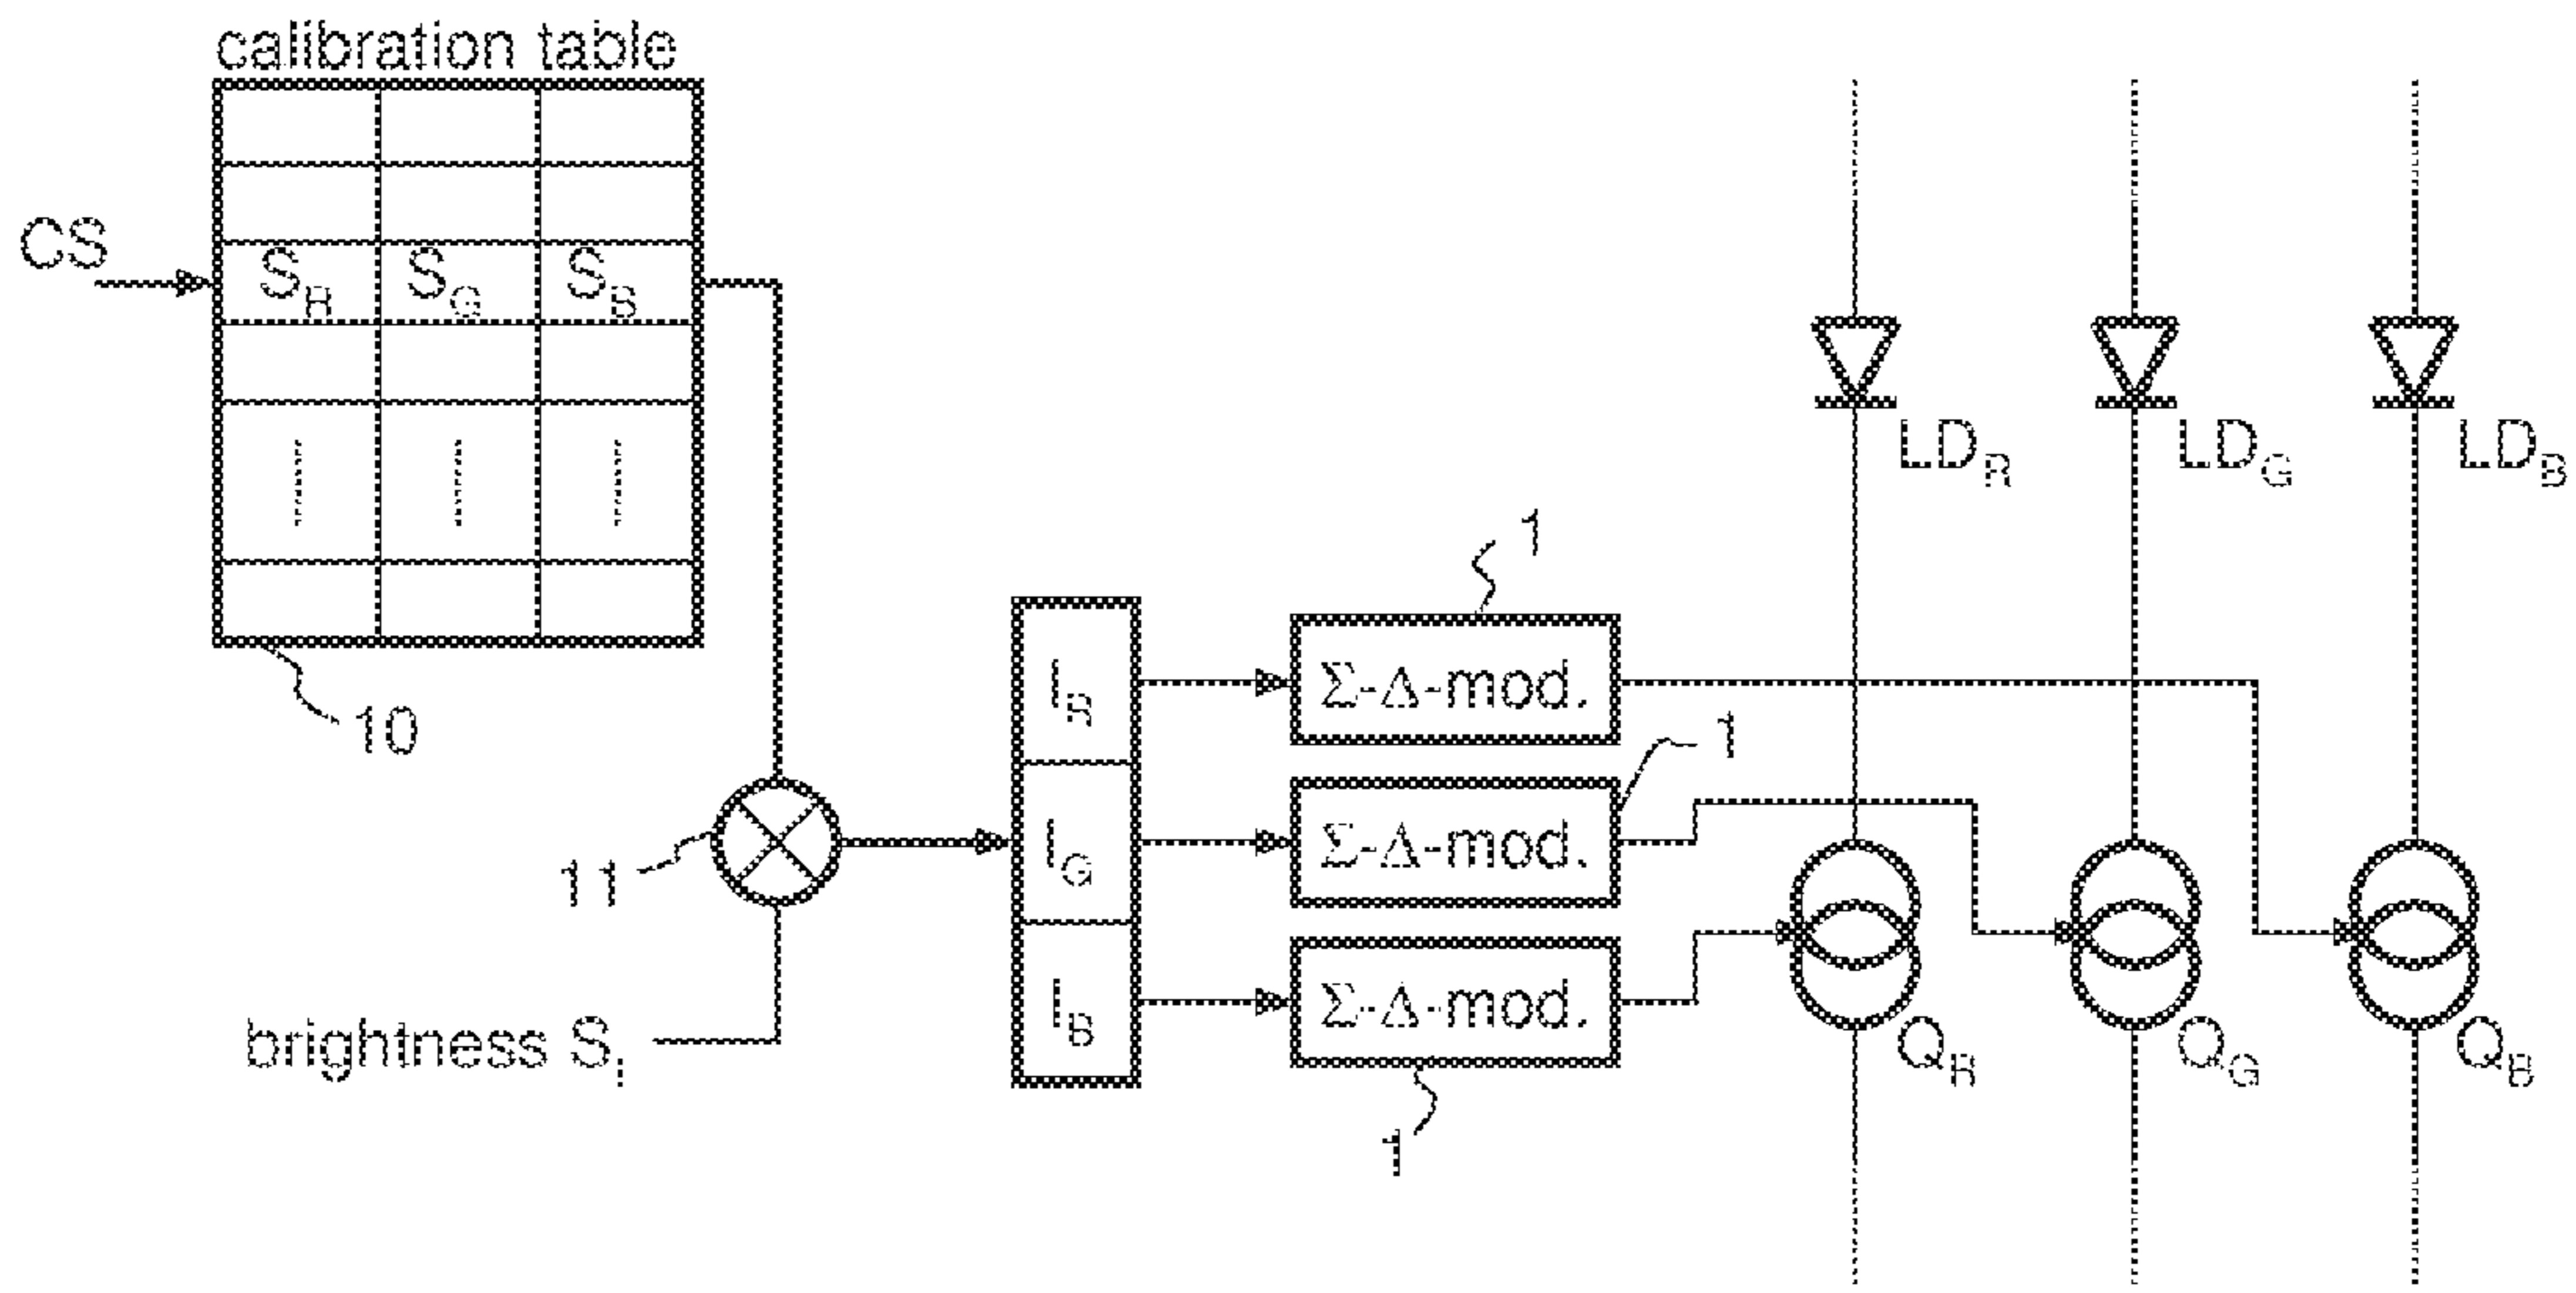 calibration table
CS
S_R S_G S_B
10
LD_R LD_G LD_B
1
I_R
Σ-Δ-mod.
1
I_G
Σ-Δ-mod.
11
I_B
Σ-Δ-mod.
brightness S_I
Q_R Q_G Q_B
1